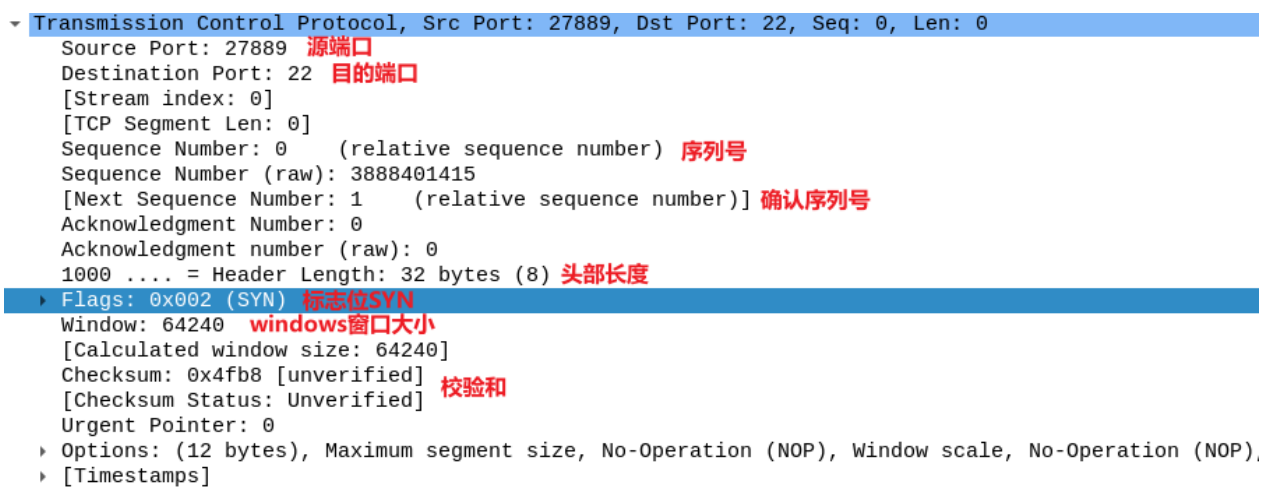 Transmission Control Protocol, Src Port: 27889, Dst Port: 22, Seq: 0, Len: 0
Source Port: 27889 源端口
Destination Port: 22 目的端口
[Stream index: 0]
[TCP Segment Len: 0]
Sequence Number: 0    (relative sequence number) 序列号
Sequence Number (raw): 3888401415
[Next Sequence Number: 1    (relative sequence number)] 确认序列号
Acknowledgment Number: 0
Acknowledgment number (raw): 0
1000 .... = Header Length: 32 bytes (8) 头部长度
Flags: 0x002 (SYN) 标志位SYN
Window: 64240 windows窗口大小
[Calculated window size: 64240]
Checksum: 0x4fb8 [unverified] 校验和
[Checksum Status: Unverified]
Urgent Pointer: 0
Options: (12 bytes), Maximum segment size, No-Operation (NOP), Window scale, No-Operation (NOP),
[Timestamps]